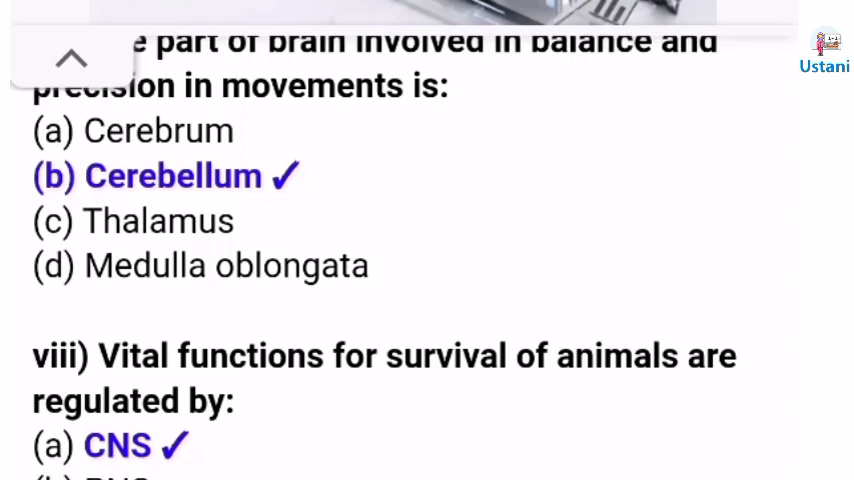 e part of brain involved in balance and
precision in movements is:
(a) Cerebrum
(b) Cerebellum ✓
(c) Thalamus
(d) Medulla oblongata
viii) Vital functions for survival of animals are
regulated by:
(a) CNS ✓
Ustani